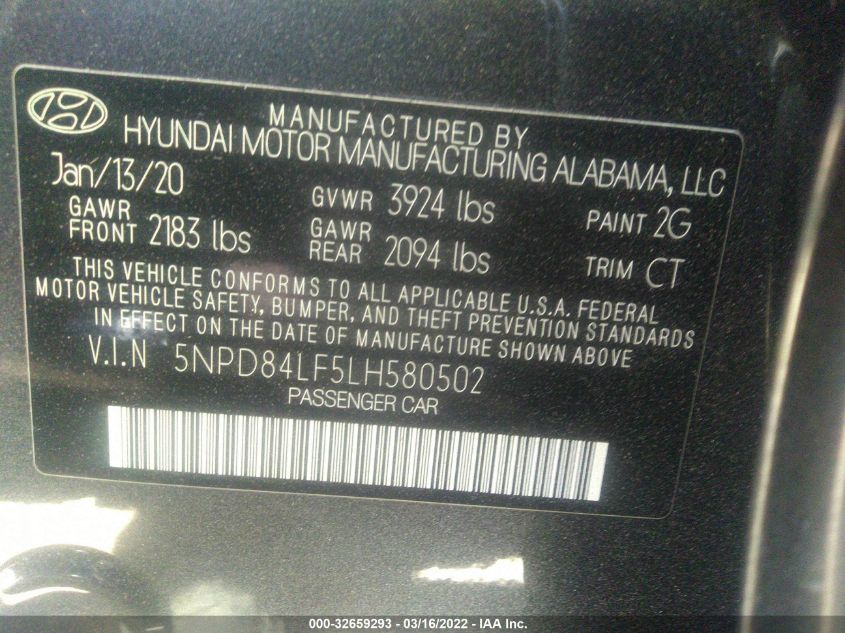 MANUFACTURED BY
HYUNDAI MOTOR MANUFACTURING ALABAMA, LLC
Jan/13/20 GVWR 3924 lbs PAINT 2G
GAWR FRONT 2183 lbs GAWR REAR 2094 lbs TRIM CT
THIS VEHICLE CONFORMS TO ALL APPLICABLE U.S.A. FEDERAL
MOTOR VEHICLE SAFETY, BUMPER, AND THEFT PREVENTION STANDARDS
IN EFFECT ON THE DATE OF MANUFACTURE SHOWN ABOVE
V.I.N 5NPD84LF5LH580502
PASSENGER CAR
000-32659293 - 03/16/2022 - IAA Inc.